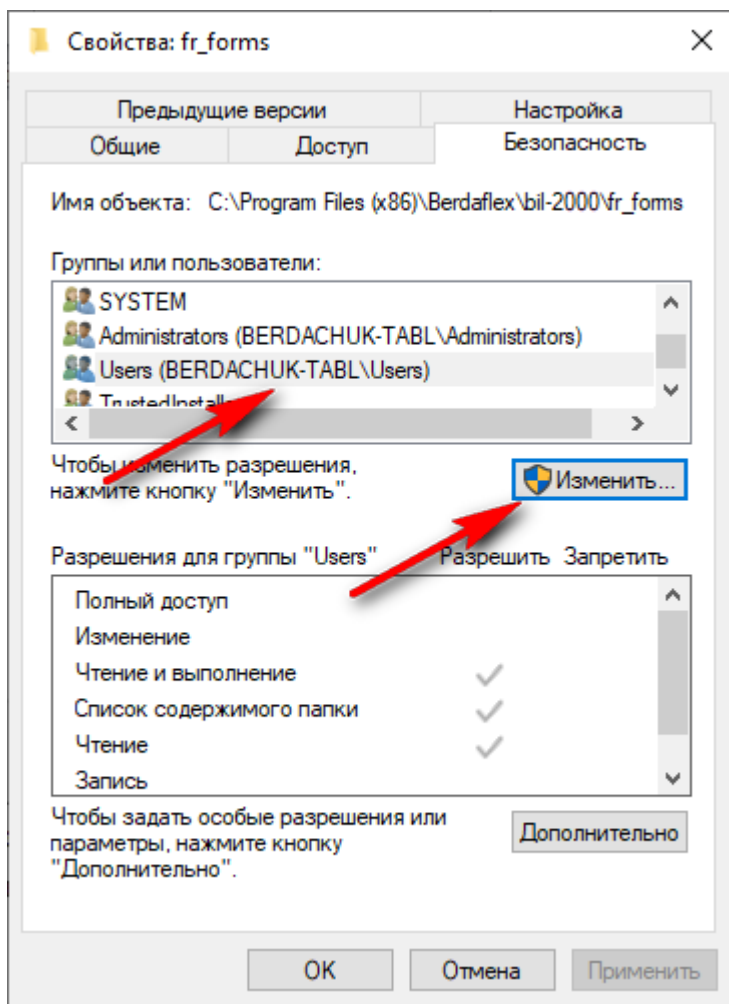 Свойства: fr_forms
Предыдущие версии
Настройка
Общие
Доступ
Безопасность
Имя объекта: C:\Program Files (x86)\Berdaflex\bil-2000\fr_forms
Группы или пользователи:
SYSTEM
Administrators (BERDACHUK-TABL\Administrators)
Users (BERDACHUK-TABL\Users)
Чтобы изменить разрешения,
нажмите кнопку "Изменить".
Изменить...
Разрешения для группы "Users" Разрешить Запретить
Полный доступ
Изменение
Чтение и выполнение
Список содержимого папки
Чтение
Запись
Чтобы задать особые разрешения или
параметры, нажмите кнопку
"Дополнительно".
Дополнительно
ОК
Отмена
Применить